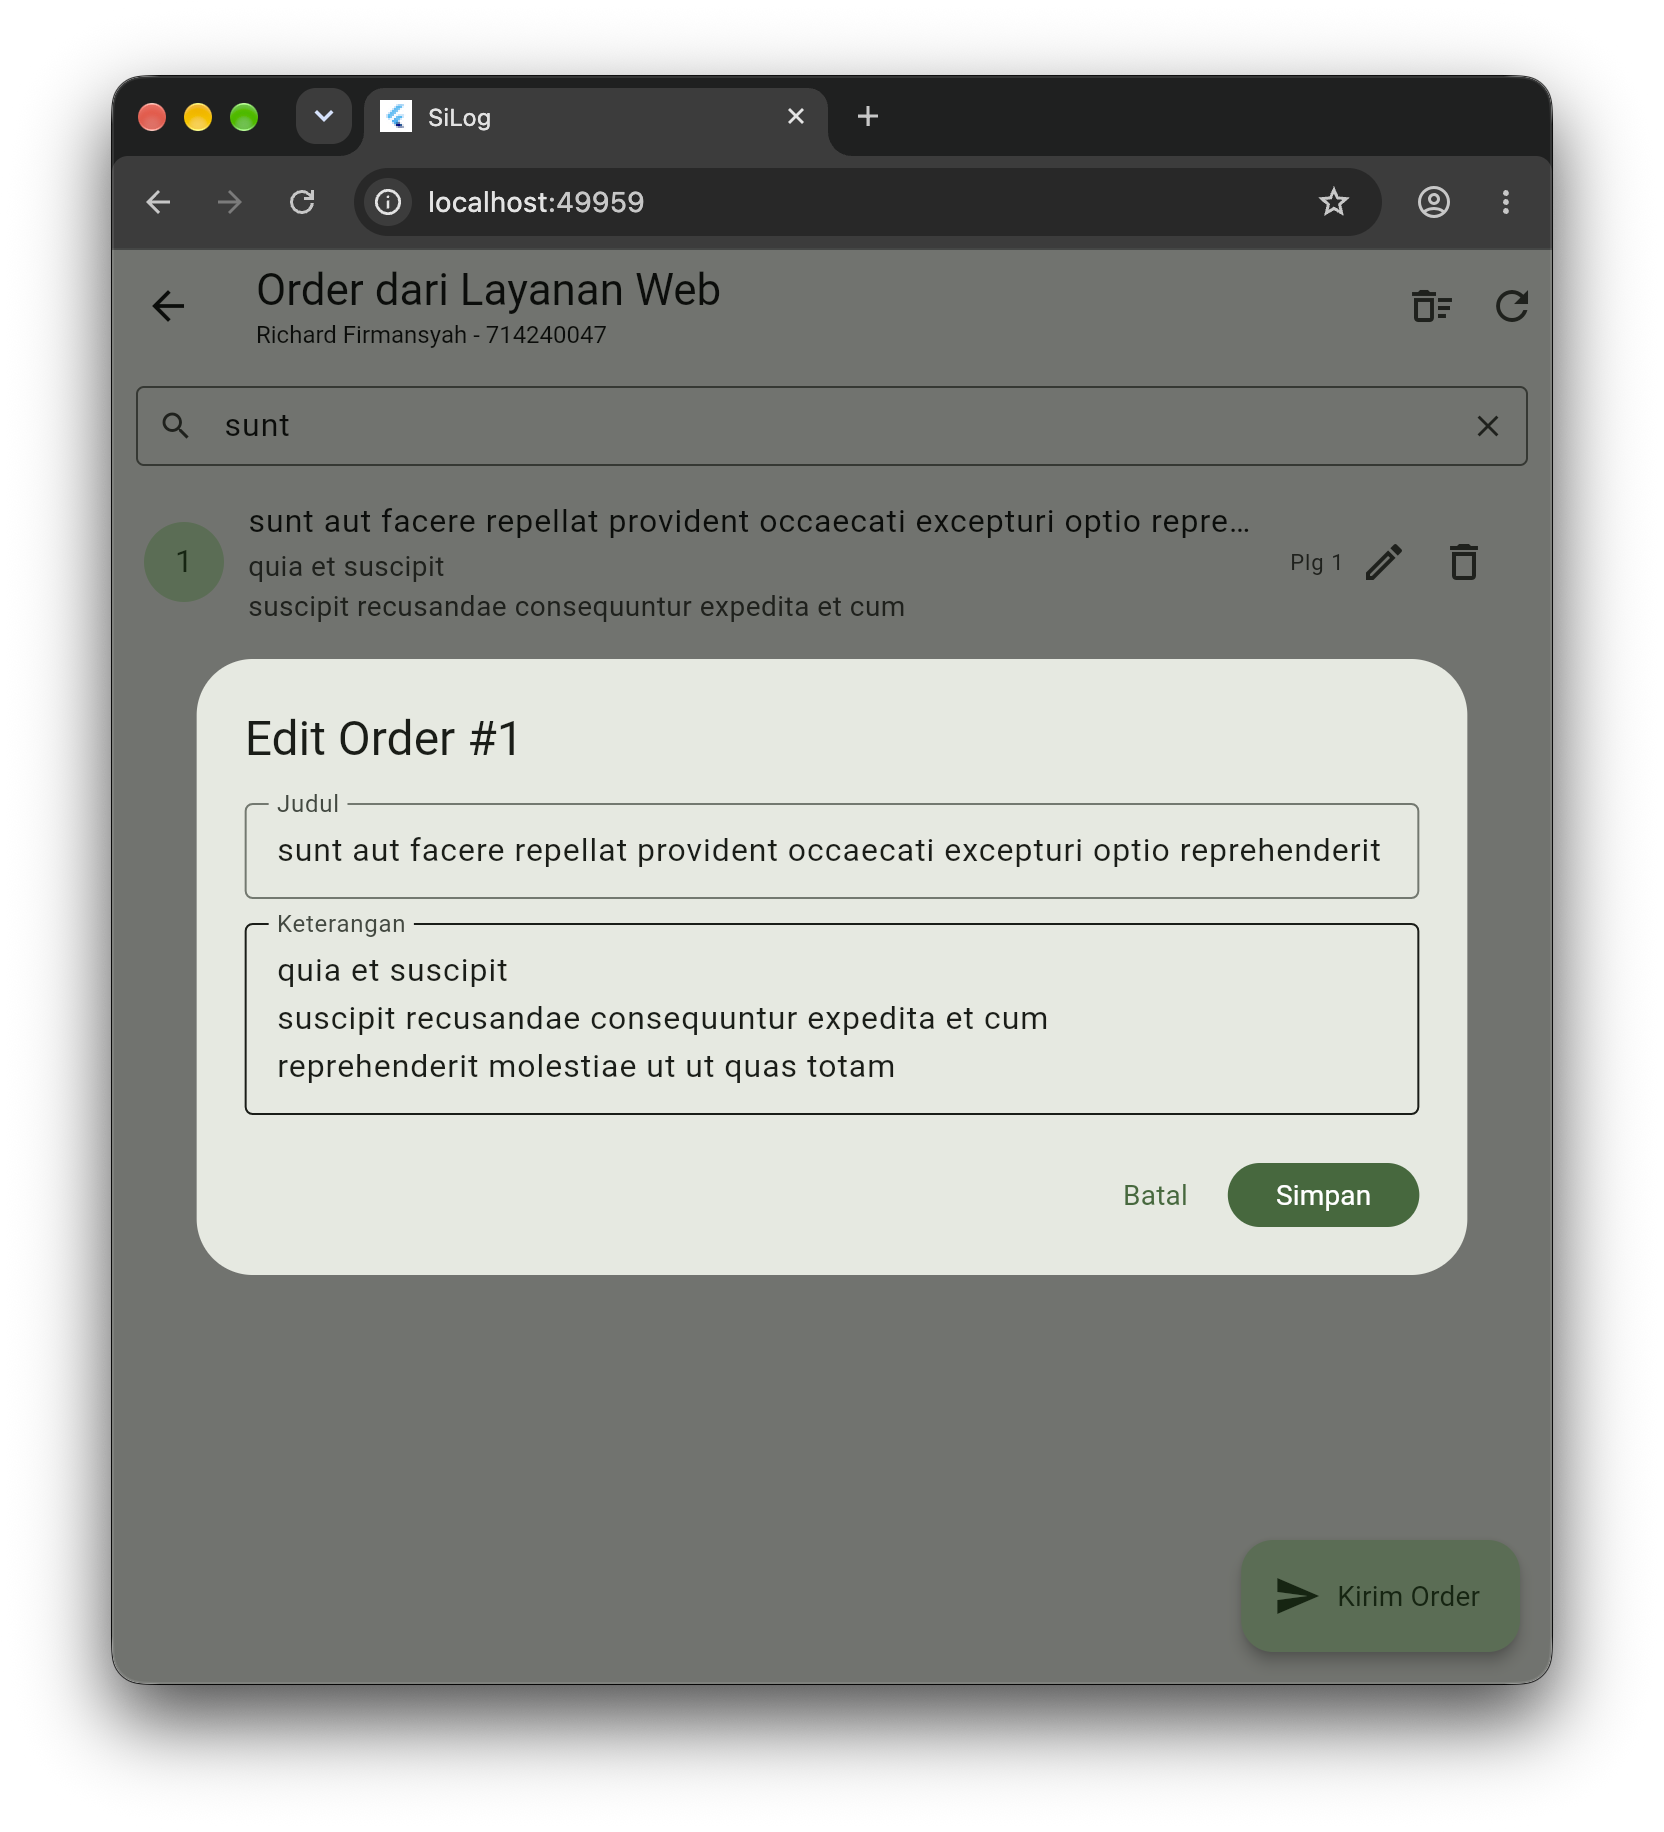 SiLog
localhost:49959
Order dari Layanan Web
Richard Firmansyah - 714240047
sunt
1
sunt aut facere repellat provident occaecati excepturi optio repre…
quia et suscipit
suscipit recusandae consequuntur expedita et cum
Plg 1
Edit Order #1
Judul
sunt aut facere repellat provident occaecati excepturi optio reprehenderit
Keterangan
quia et suscipit
suscipit recusandae consequuntur expedita et cum
reprehenderit molestiae ut ut quas totam
Batal
Simpan
Kirim Order